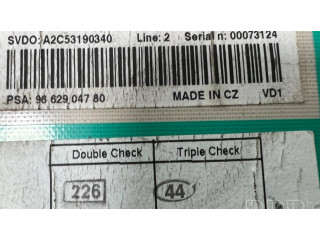 SVDO: A2C53190340 Line: 2 Serial n: 00073124
PSA: 96 629 047 80 MADE IN CZ VD1
Double Check Triple Check
226 44